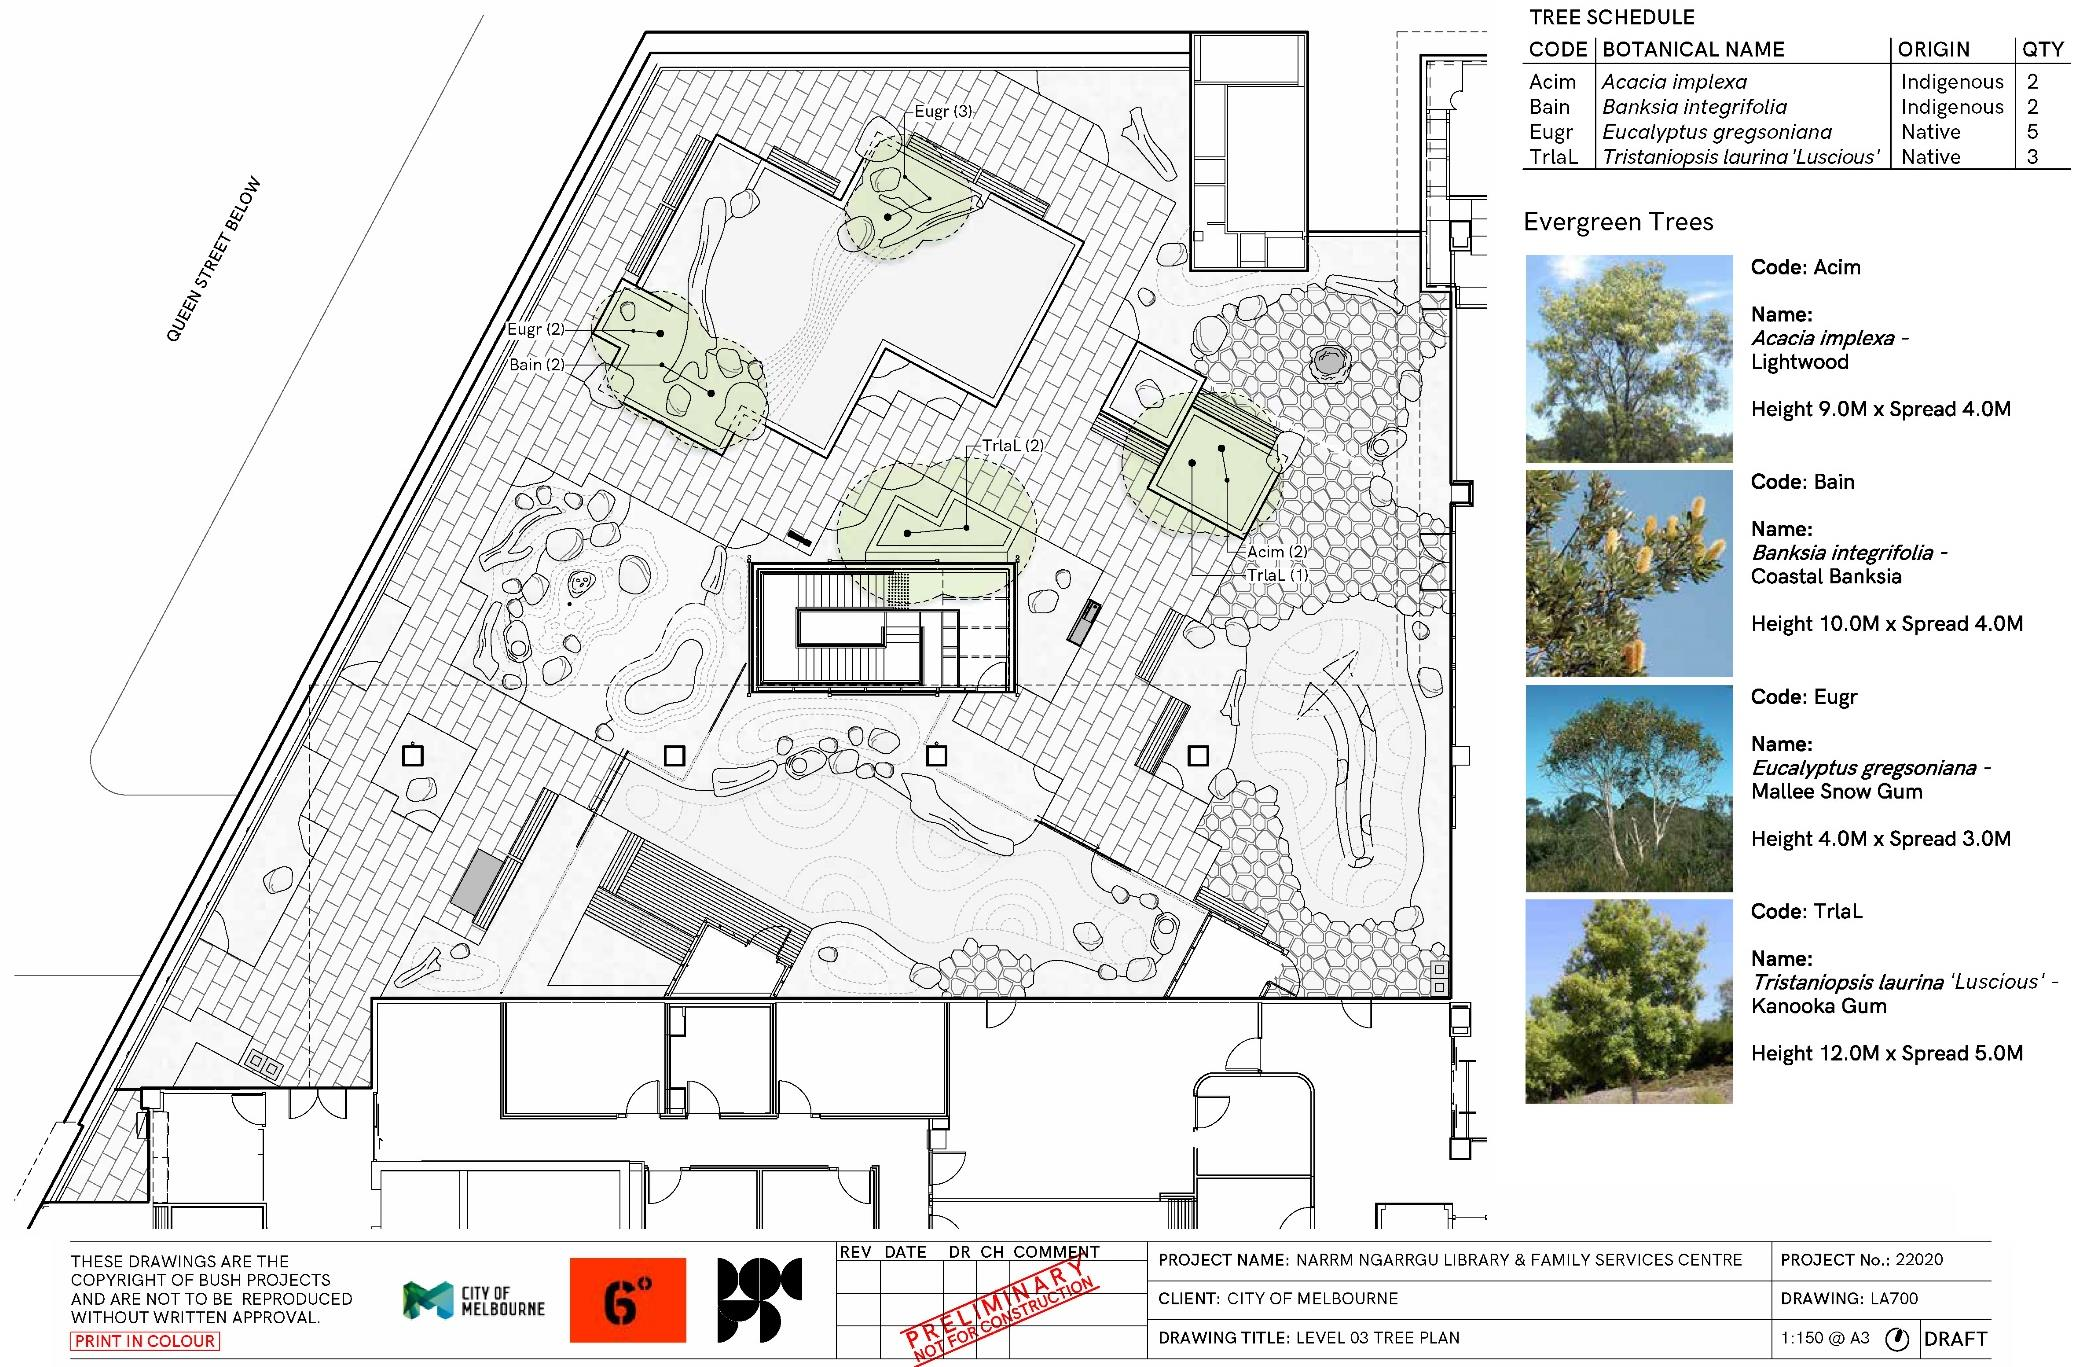 TREE SCHEDULE
CODE BOTANICAL NAME ORIGIN QTY
Acim Acacia implexa Indigenous 2
Bain Banksia integrifolia Indigenous 2
Eugr Eucalyptus gregsoniana Native 5
TrlaL Tristaniopsis laurina 'Luscious' Native 3
Evergreen Trees
Code: Acim
Name:
Acacia implexa -
Lightwood
Height 9.0M x Spread 4.0M
Code: Bain
Name:
Banksia integrifolia -
Coastal Banksia
Height 10.0M x Spread 4.0M
Code: Eugr
Name:
Eucalyptus gregsoniana -
Mallee Snow Gum
Height 4.0M x Spread 3.0M
Code: TrlaL
Name:
Tristaniopsis laurina 'Luscious' -
Kanooka Gum
Height 12.0M x Spread 5.0M
QUEEN STREET BELOW
Eugr (3)
Eugr (2)
Bain (2)
TrlaL (2)
Acim (2)
TrlaL (1)
THESE DRAWINGS ARE THE
COPYRIGHT OF BUSH PROJECTS
AND ARE NOT TO BE REPRODUCED
WITHOUT WRITTEN APPROVAL.
PRINT IN COLOUR
CITY OF
MELBOURNE
6°
REV DATE DR CH COMMENT
PRELIMINARY
NOT FOR CONSTRUCTION
PROJECT NAME: NARRM NGARRGU LIBRARY & FAMILY SERVICES CENTRE
PROJECT No.: 22020
CLIENT: CITY OF MELBOURNE
DRAWING: LA700
DRAWING TITLE: LEVEL 03 TREE PLAN
1:150 @ A3
DRAFT